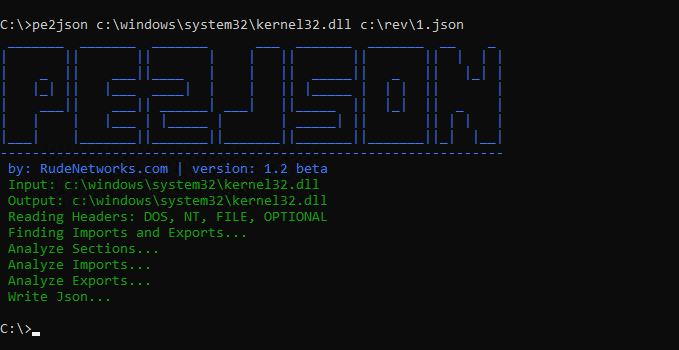 C:\>pe2json c:\windows\system32\kernel32.dll c:\rev\1.json
PE2JSON
by: RudeNetworks.com | version: 1.2 beta
Input: c:\windows\system32\kernel32.dll
Output: c:\windows\system32\kernel32.dll
Reading Headers: DOS, NT, FILE, OPTIONAL
Finding Imports and Exports...
Analyze Sections...
Analyze Imports...
Analyze Exports...
Write Json...
C:\>